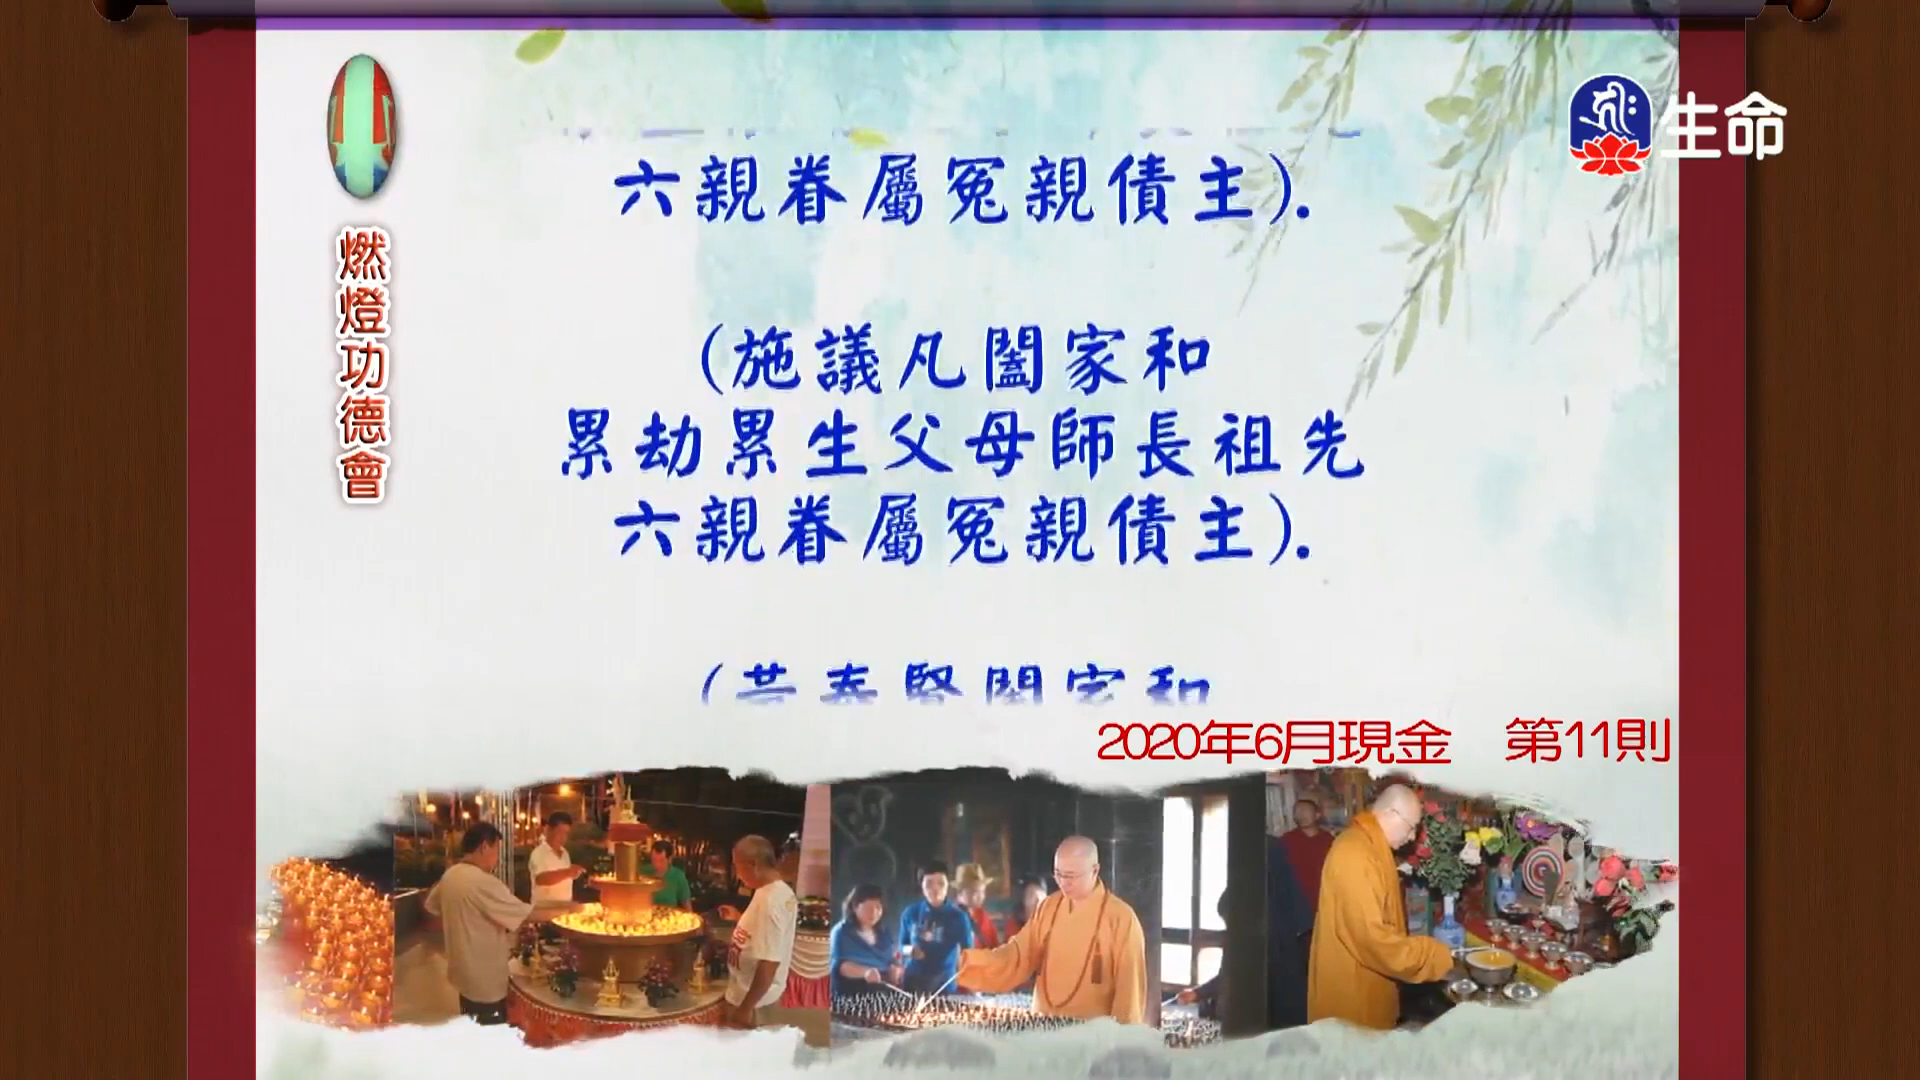 生命
燃燈功德會
六親眷屬冤親債主).
(施議凡闔家和
累劫累生父母師長祖先
六親眷屬冤親債主).
2020年6月現金 第11則